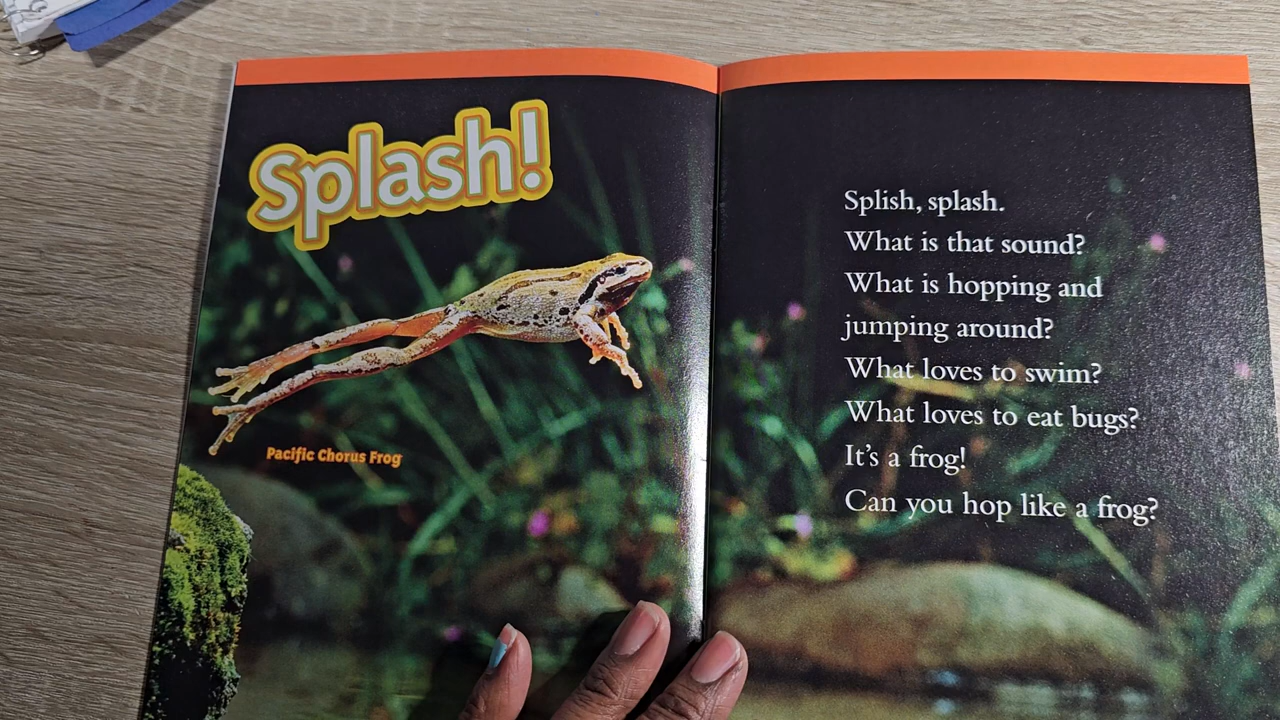 Splash!
Pacific Chorus Frog
Splish, splash.
What is that sound?
What is hopping and
jumping around?
What loves to swim?
What loves to eat bugs?
It's a frog!
Can you hop like a frog?